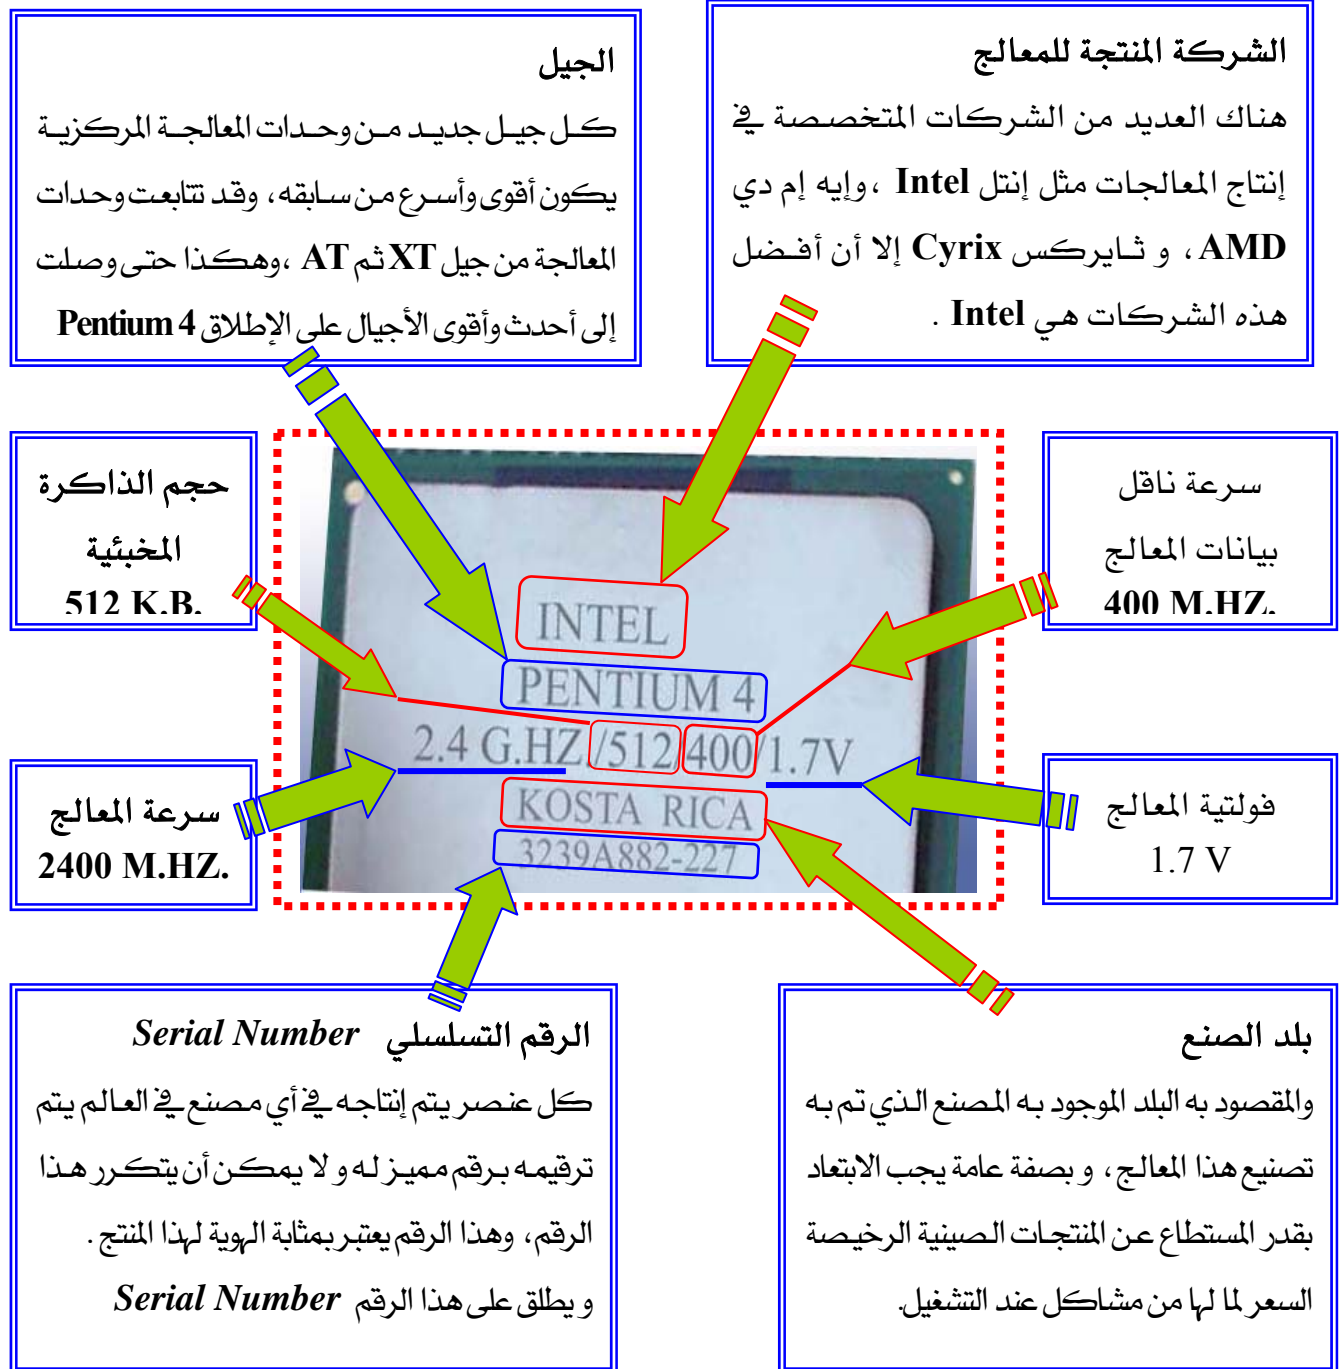 الشركة المنتجة للمعالج
هناك العديد من الشركات المتخصصة في
إنتاج المعالجات مثل إنتل Intel ، وإيه إم دي
AMD ، و ثايركس Cyrix إلا أن أفضل
هذه الشركات هي Intel .
الجيل
كل جيل جديد من وحدات المعالجة المركزية
يكون أقوى وأسرع من سابقه ، وقد تتابعت وحدات
المعالجة من جيل XT ثم AT ، وهكذا حتى وصلت
إلى أحدث وأقوى الأجيال على الإطلاق Pentium 4
سرعة ناقل
بيانات المعالج
400 M.HZ.
حجم الذاكرة
المخبئية
512 K.B.
INTEL
PENTIUM 4
2.4 G.HZ./512/400/1.7V
KOSTA RICA
3239A882-227
فولتية المعالج
1.7 V
سرعة المعالج
2400 M.HZ.
بلد الصنع
والمقصود به البلد الموجود به المصنع الذي تم به
تصنيع هذا المعالج ، و بصفة عامة يجب الابتعاد
بقدر المستطاع عن المنتجات الصينية الرخيصة
السعر لما لها من مشاكل عند التشغيل.
الرقم التسلسلي Serial Number
كل عنصر يتم إنتاجه في أي مصنع في العالم يتم
ترقيمه برقم مميز له و لا يمكن أن يتكرر هذا
الرقم ، وهذا الرقم يعتبر بمثابة الهوية لهذا المنتج .
و يطلق على هذا الرقم Serial Number